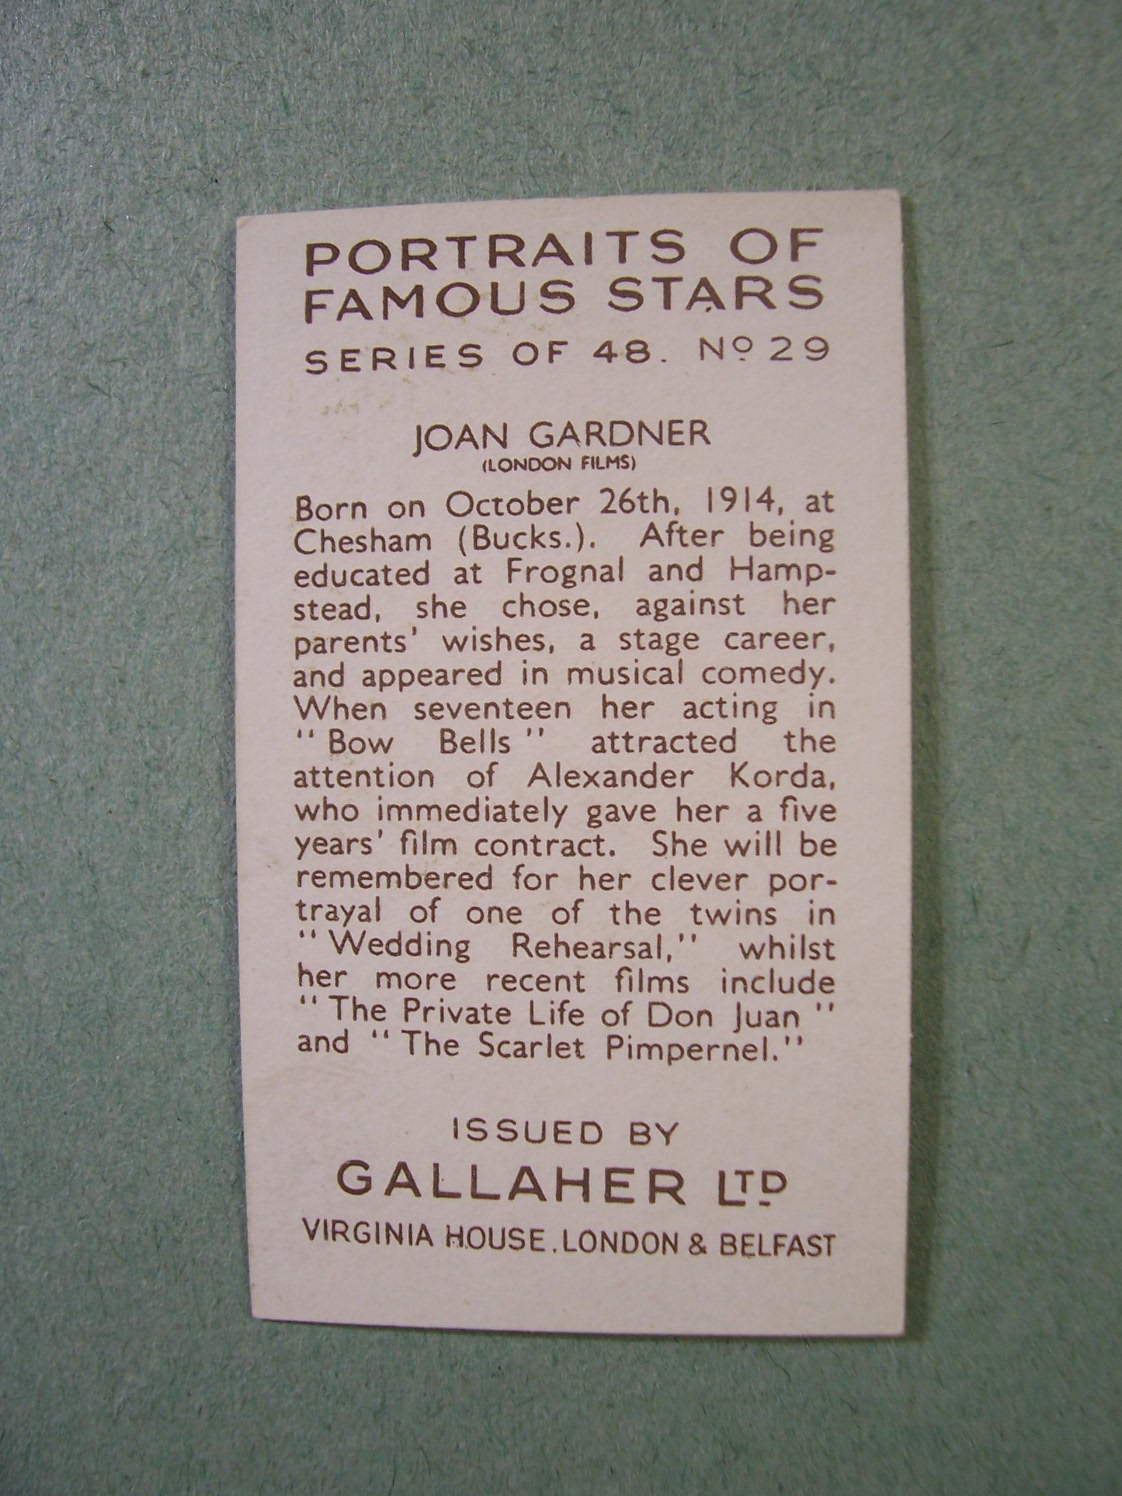 PORTRAITS OF
FAMOUS STARS
SERIES OF 48. Nº 29
JOAN GARDNER
(LONDON FILMS)
Born on October 26th, 1914, at
Chesham (Bucks.). After being
educated at Frognal and Hamp-
stead, she chose, against her
parents' wishes, a stage career,
and appeared in musical comedy.
When seventeen her acting in
"Bow Bells" attracted the
attention of Alexander Korda,
who immediately gave her a five
years' film contract. She will be
remembered for her clever por-
trayal of one of the twins in
"Wedding Rehearsal," whilst
her more recent films include
"The Private Life of Don Juan"
and "The Scarlet Pimpernel."
ISSUED BY
GALLAHER LTD
VIRGINIA HOUSE, LONDON & BELFAST